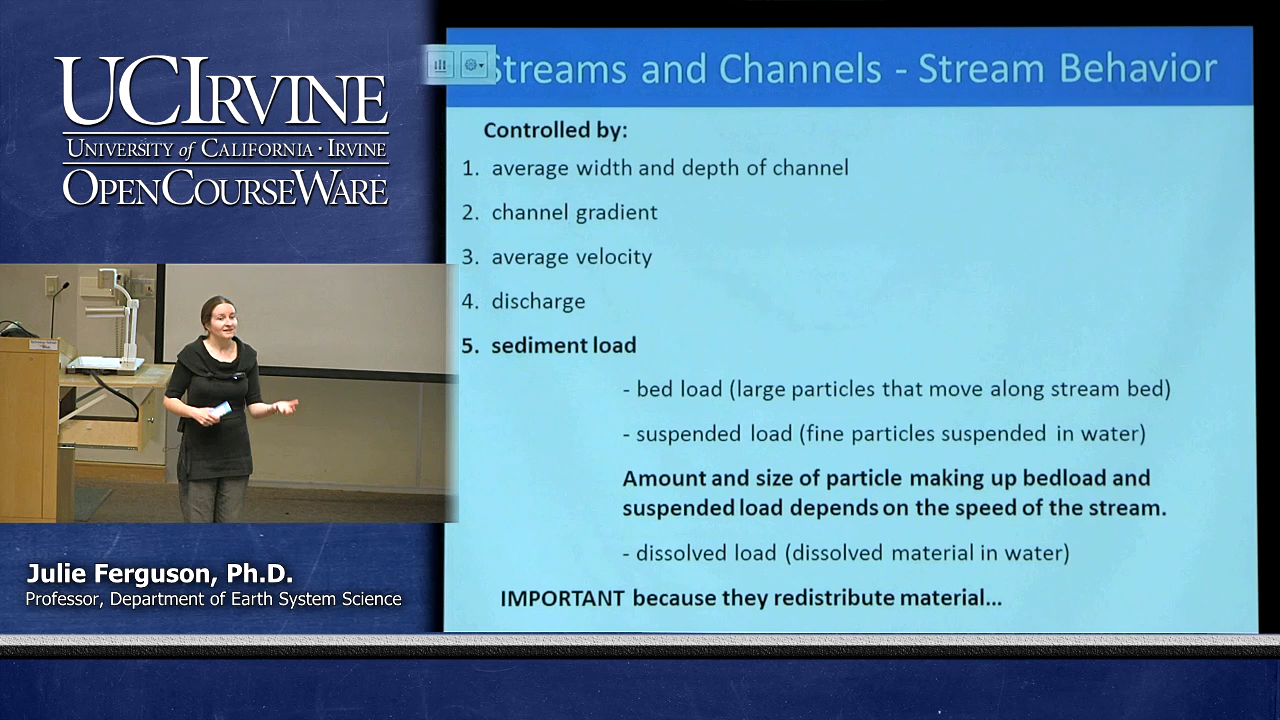 UCIRVINE
UNIVERSITY of CALIFORNIA · IRVINE
OPENCOURSEWARE
Julie Ferguson, Ph.D.
Professor, Department of Earth System Science
Streams and Channels - Stream Behavior
Controlled by:
1. average width and depth of channel
2. channel gradient
3. average velocity
4. discharge
5. sediment load
- bed load (large particles that move along stream bed)
- suspended load (fine particles suspended in water)
Amount and size of particle making up bedload and
suspended load depends on the speed of the stream.
- dissolved load (dissolved material in water)
IMPORTANT because they redistribute material...